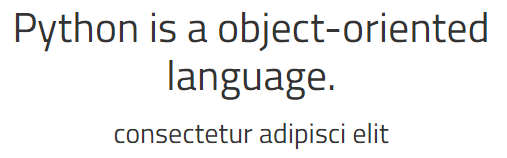 Python is a object-oriented
language.
consectetur adipisci elit